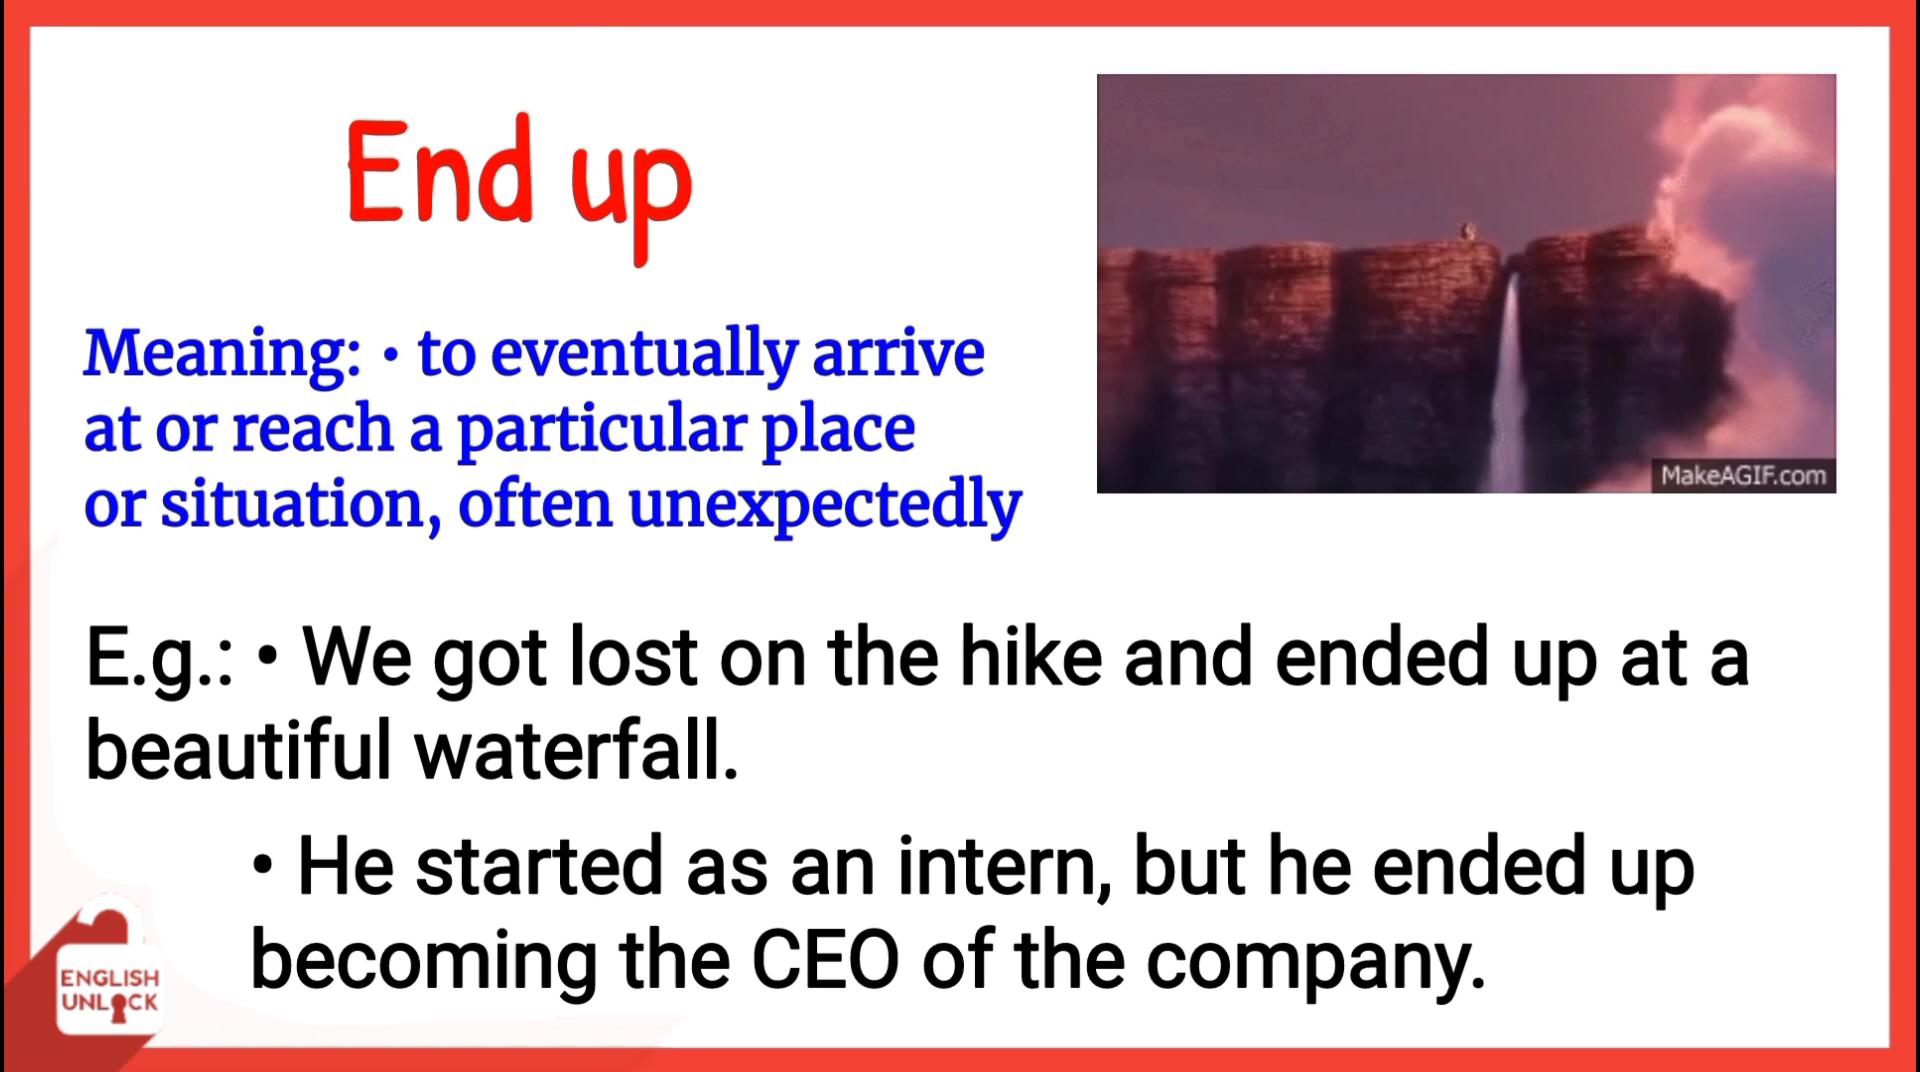 End up
MakeAGIF.com
Meaning: • to eventually arrive
at or reach a particular place
or situation, often unexpectedly
E.g.: • We got lost on the hike and ended up at a
beautiful waterfall.
• He started as an intern, but he ended up
becoming the CEO of the company.
ENGLISH
UNLOCK